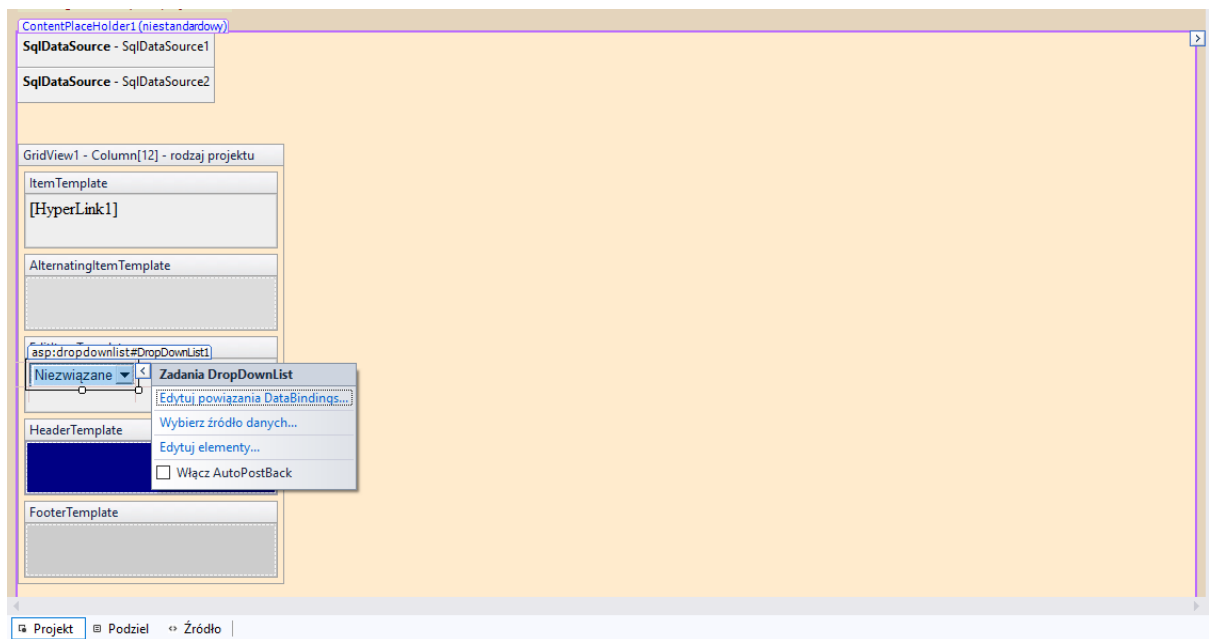 ContentPlaceHolder1 (niestandardowy)
SqlDataSource - SqlDataSource1
SqlDataSource - SqlDataSource2
GridView1 - Column[12] - rodzaj projektu
ItemTemplate
[HyperLink1]
AlternatingItemTemplate
asp:dropdownlist#DropDownList1
Niezwiązane
Zadania DropDownList
Edytuj powiązania DataBindings...
Wybierz źródło danych...
Edytuj elementy...
Włącz AutoPostBack
HeaderTemplate
FooterTemplate
Projekt Podziel Źródło